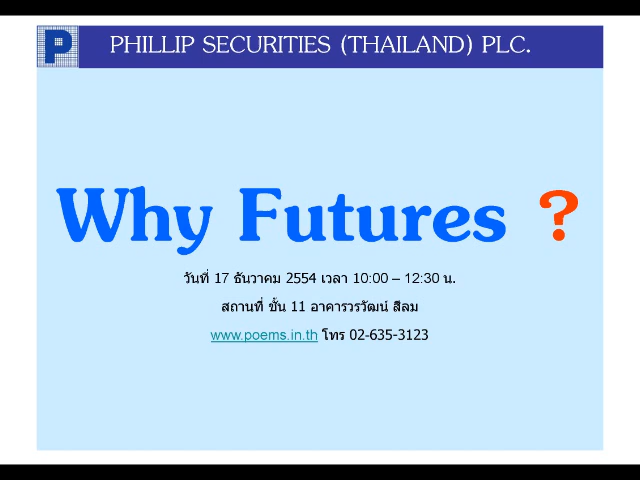 P PHILLIP SECURITIES (THAILAND) PLC.
Why Futures ?
วันที่ 17 ธันวาคม 2554 เวลา 10:00 – 12:30 น.
สถานที่ ชั้น 11 อาคารวรวัฒน์ สีลม
www.poems.in.th โทร 02-635-3123